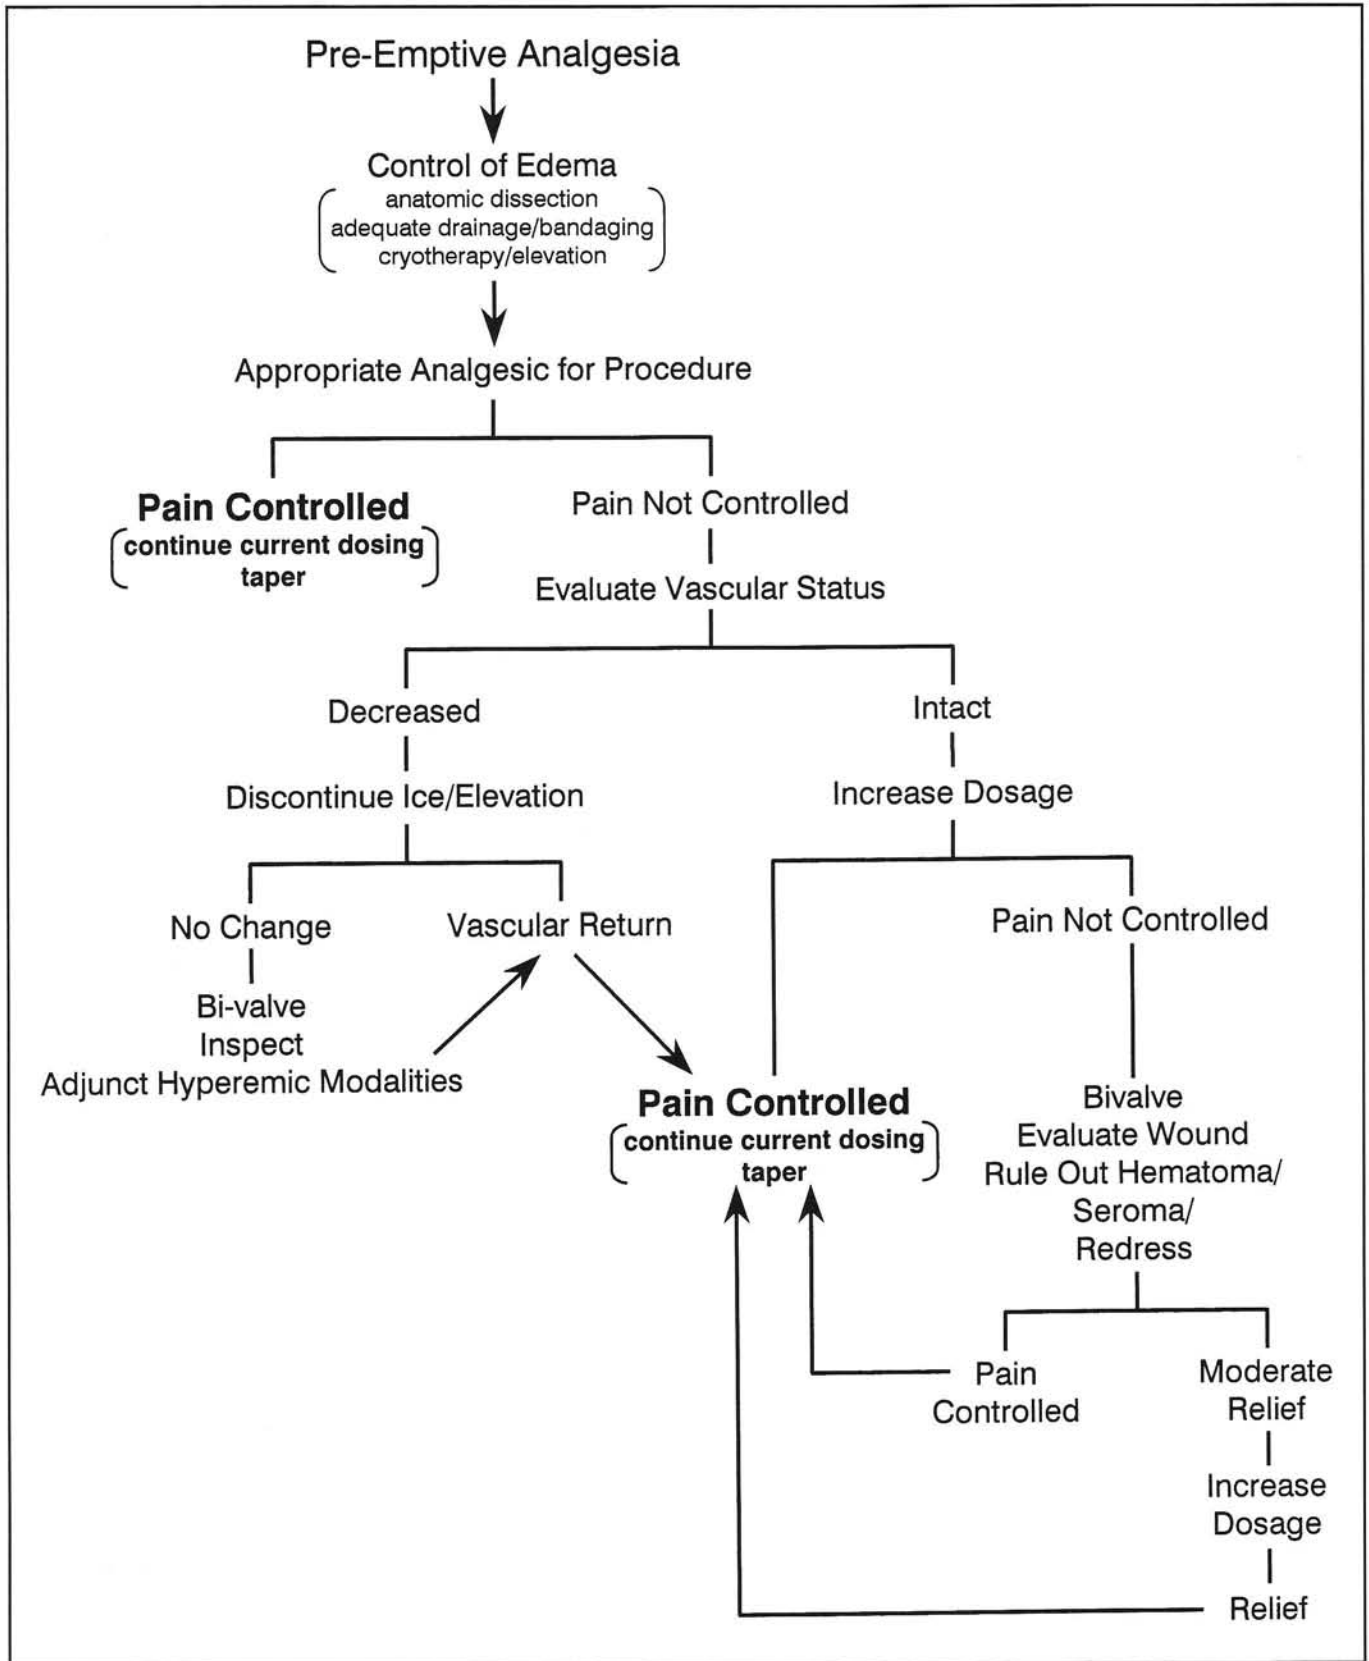 Pre-Emptive Analgesia
Control of Edema
anatomic dissection
adequate drainage/bandaging
cryotherapy/elevation
Appropriate Analgesic for Procedure
Pain Controlled
continue current dosing
taper
Pain Not Controlled
Evaluate Vascular Status
Decreased
Discontinue Ice/Elevation
No Change
Bi-valve
Inspect
Adjunct Hyperemic Modalities
Vascular Return
Intact
Increase Dosage
Pain Controlled
continue current dosing
taper
Pain Not Controlled
Bivalve
Evaluate Wound
Rule Out Hematoma/
Seroma/
Redress
Pain
Controlled
Moderate
Relief
Increase
Dosage
Relief